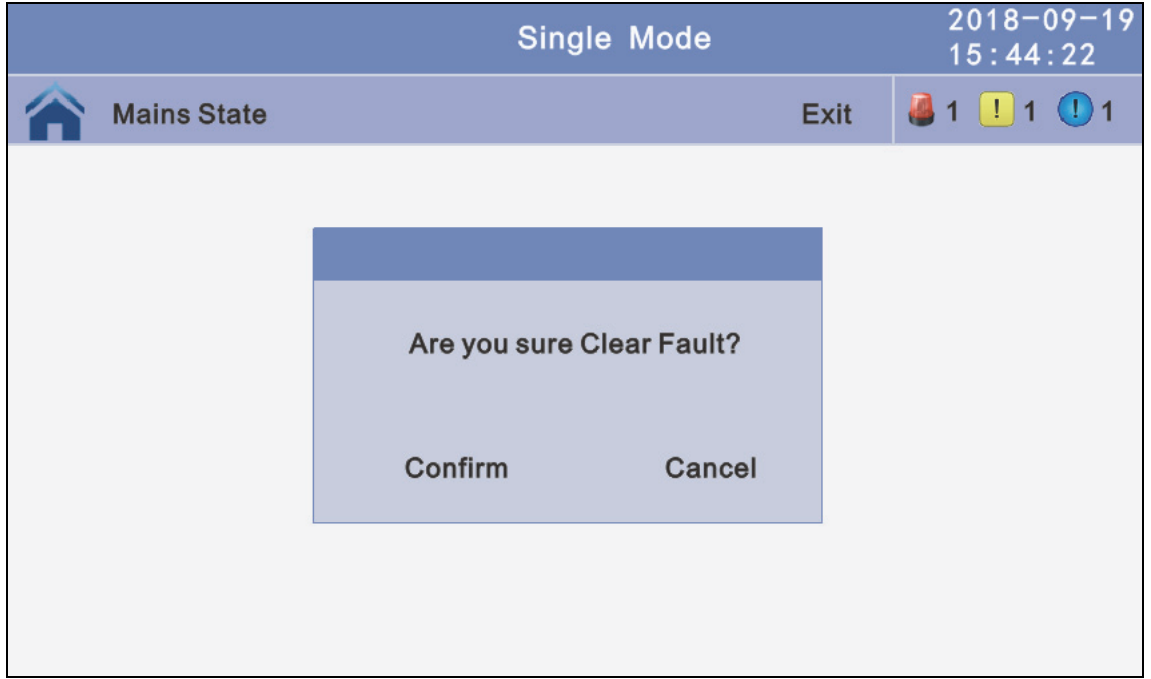 Single Mode
2018-09-19
15:44:22
Mains State
Exit
1
! 1
! 1
Are you sure Clear Fault?
Confirm
Cancel